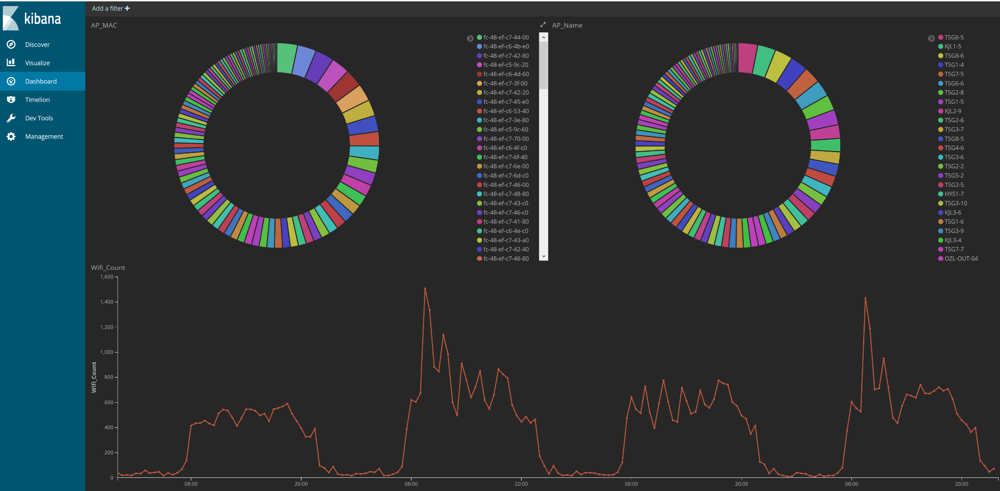 kibana
Discover
Visualize
Dashboard
Timelion
Dev Tools
Management
Add a filter
AP_MAC
fc-48-ef-c7-44-00
fc-48-ef-c6-4b-e0
fc-48-ef-c7-42-80
fc-48-ef-c5-9c-20
fc-48-ef-c6-4d-60
fc-48-ef-c7-3f-00
fc-48-ef-c7-42-20
fc-48-ef-c7-45-e0
fc-48-ef-c6-53-40
fc-48-ef-c7-3e-80
fc-48-ef-c5-9c-60
fc-48-ef-c7-70-00
fc-48-ef-c6-4f-c0
fc-48-ef-c7-6f-40
fc-48-ef-c7-6e-00
fc-48-ef-c7-6d-c0
fc-48-ef-c7-46-00
fc-48-ef-c7-48-80
fc-48-ef-c7-43-c0
fc-48-ef-c7-46-c0
fc-48-ef-c7-41-80
fc-48-ef-c6-4e-c0
fc-48-ef-c7-43-a0
fc-48-ef-c7-42-40
fc-48-ef-c7-46-80
AP_Name
TSG6-5
KJL1-5
TSG8-6
TSG1-4
TSG7-5
TSG6-6
TSG2-8
TSG1-5
KJL2-9
TSG2-6
TSG3-7
TSG8-5
TSG4-6
TSG3-6
TSG2-2
TSG5-2
TSG2-5
HYS1-7
TSG3-10
KJL3-6
TSG1-6
TSG3-9
KJL3-4
TSG7-7
OZL-OUT-04
Wifi_Count
Wifi_Count
1,600
1,400
1,200
1,000
800
600
400
200
0
08:00
20:00
08:00
20:00
08:00
20:00
08:00
20:00